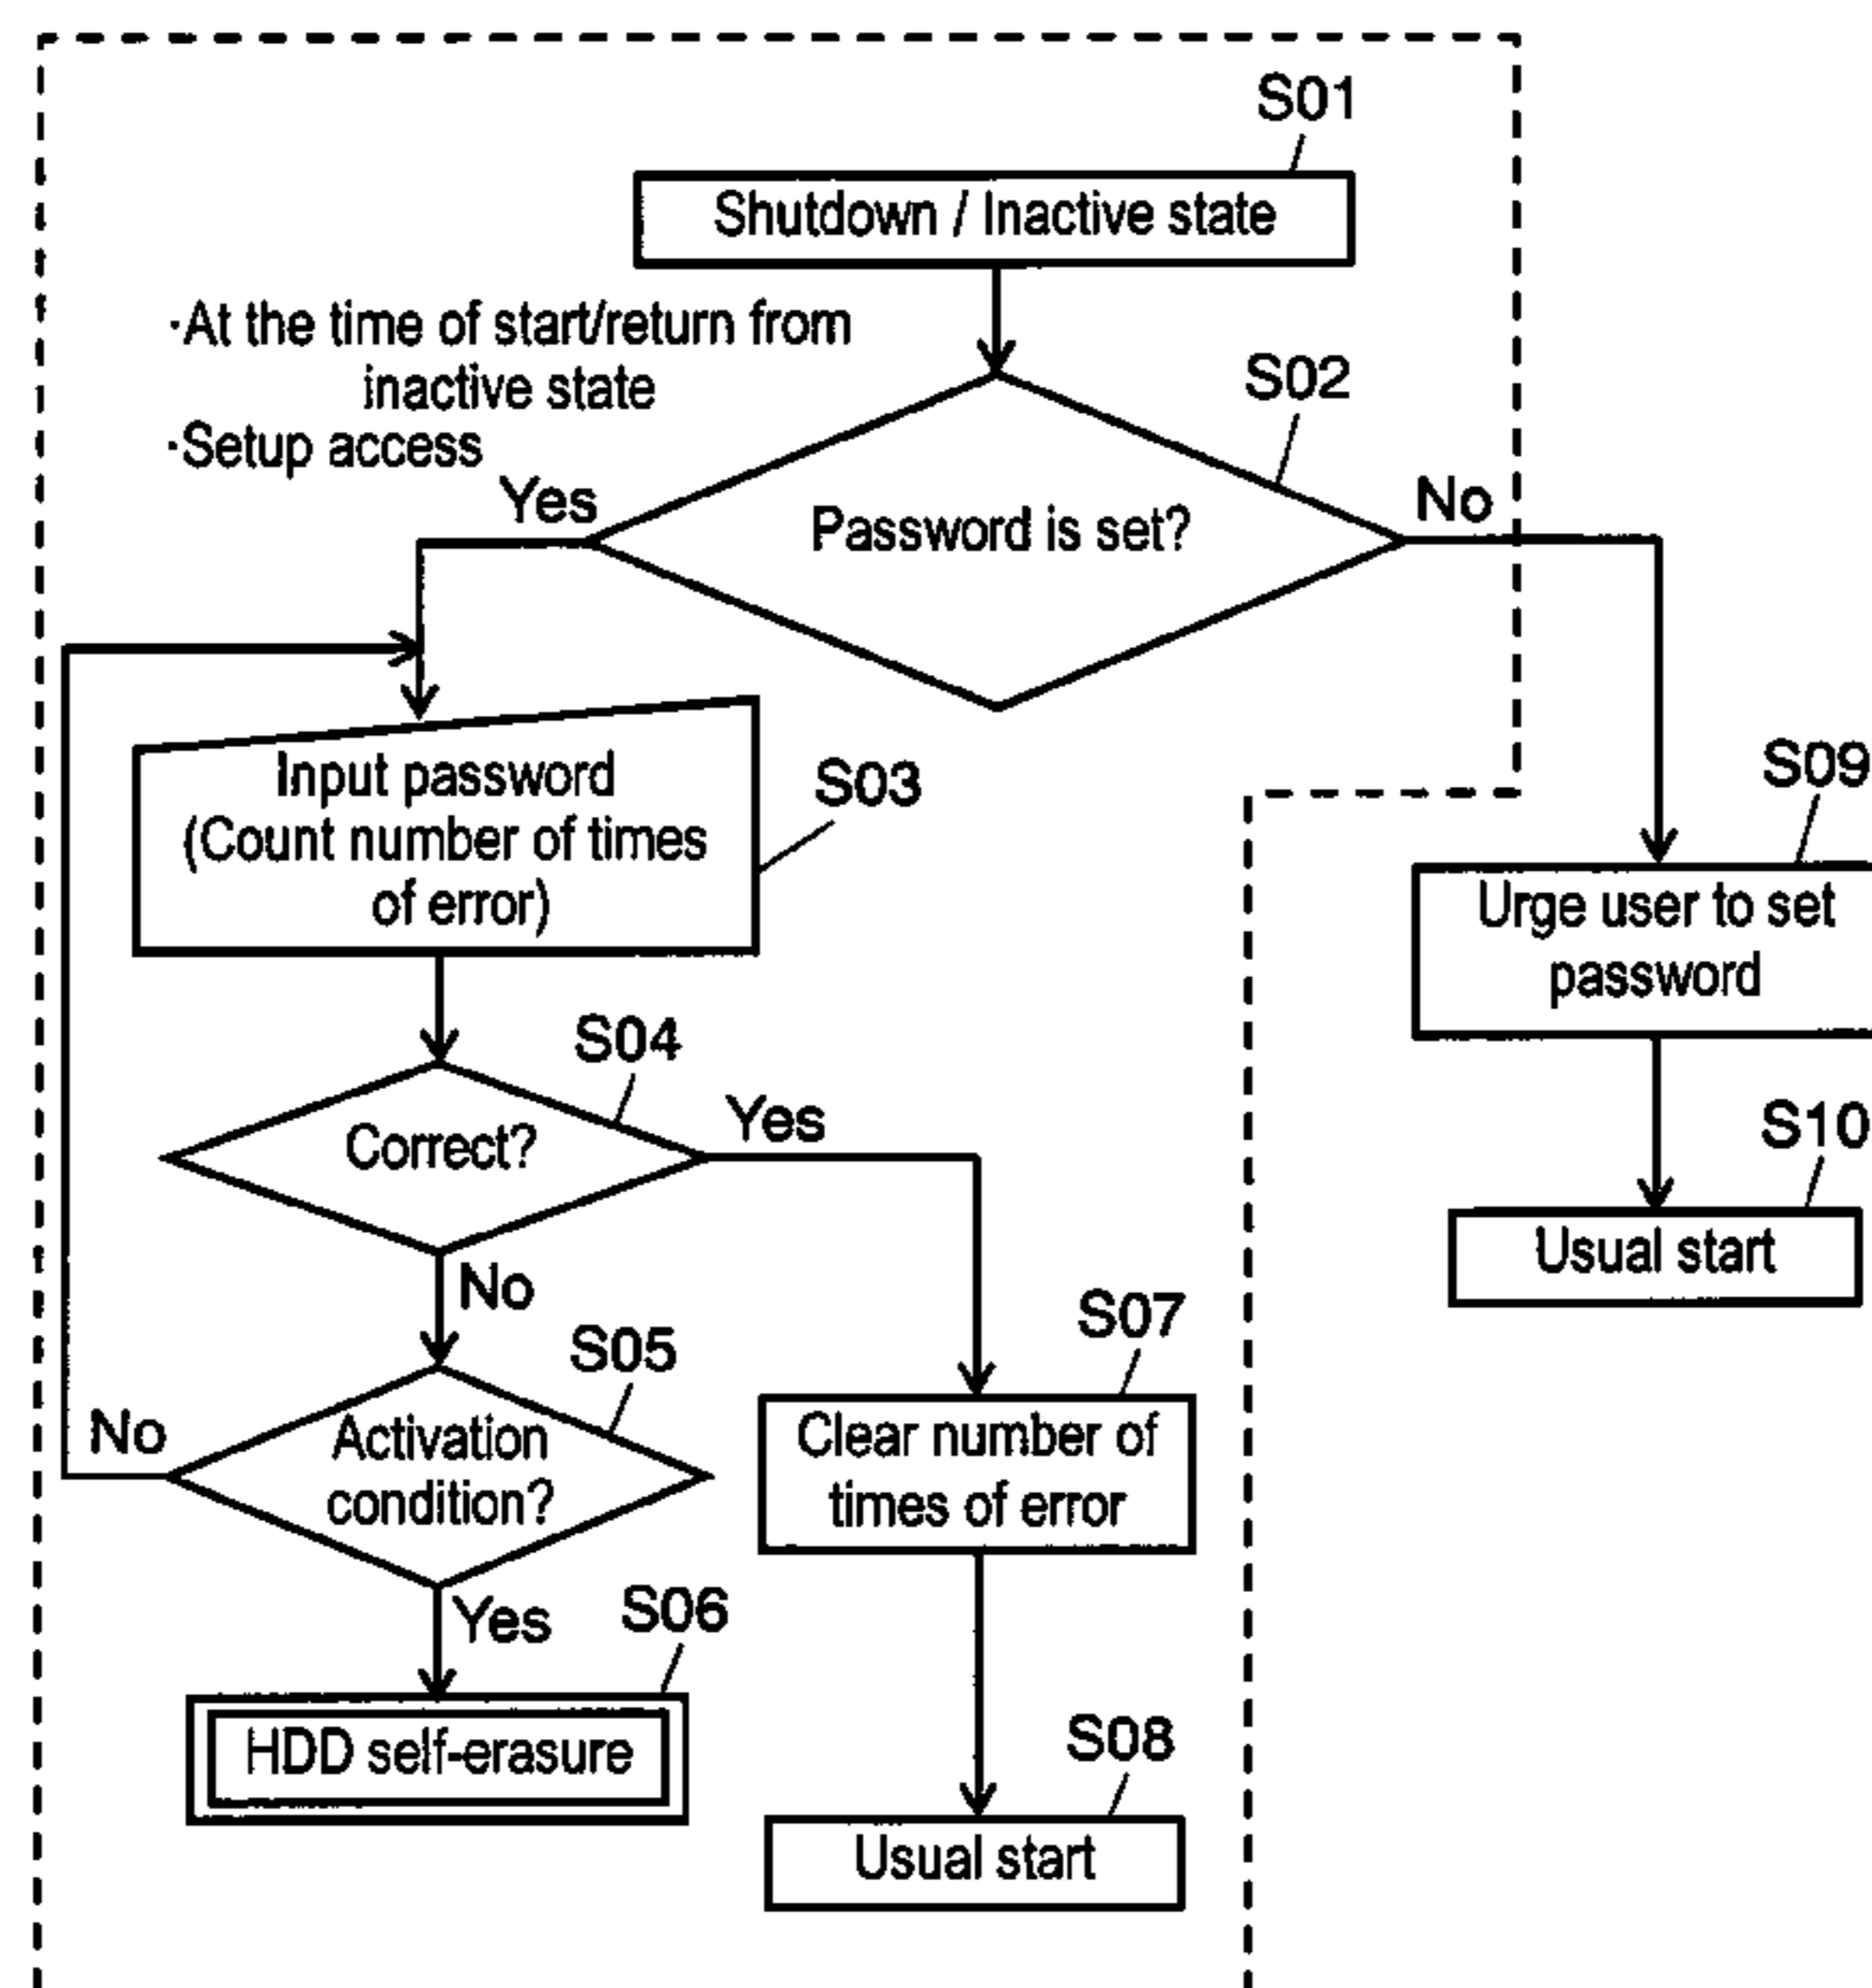 S01
Shutdown / Inactive state
·At the time of start/return from
inactive state
·Setup access
S02
Yes
Password is set?
No
Input password
(Count number of times
of error)
S03
S09
Urge user to set
password
S04
Correct?
Yes
No
S10
Usual start
S05
Activation
condition?
No
Yes
S07
Clear number of
times of error
S06
HDD self-erasure
S08
Usual start